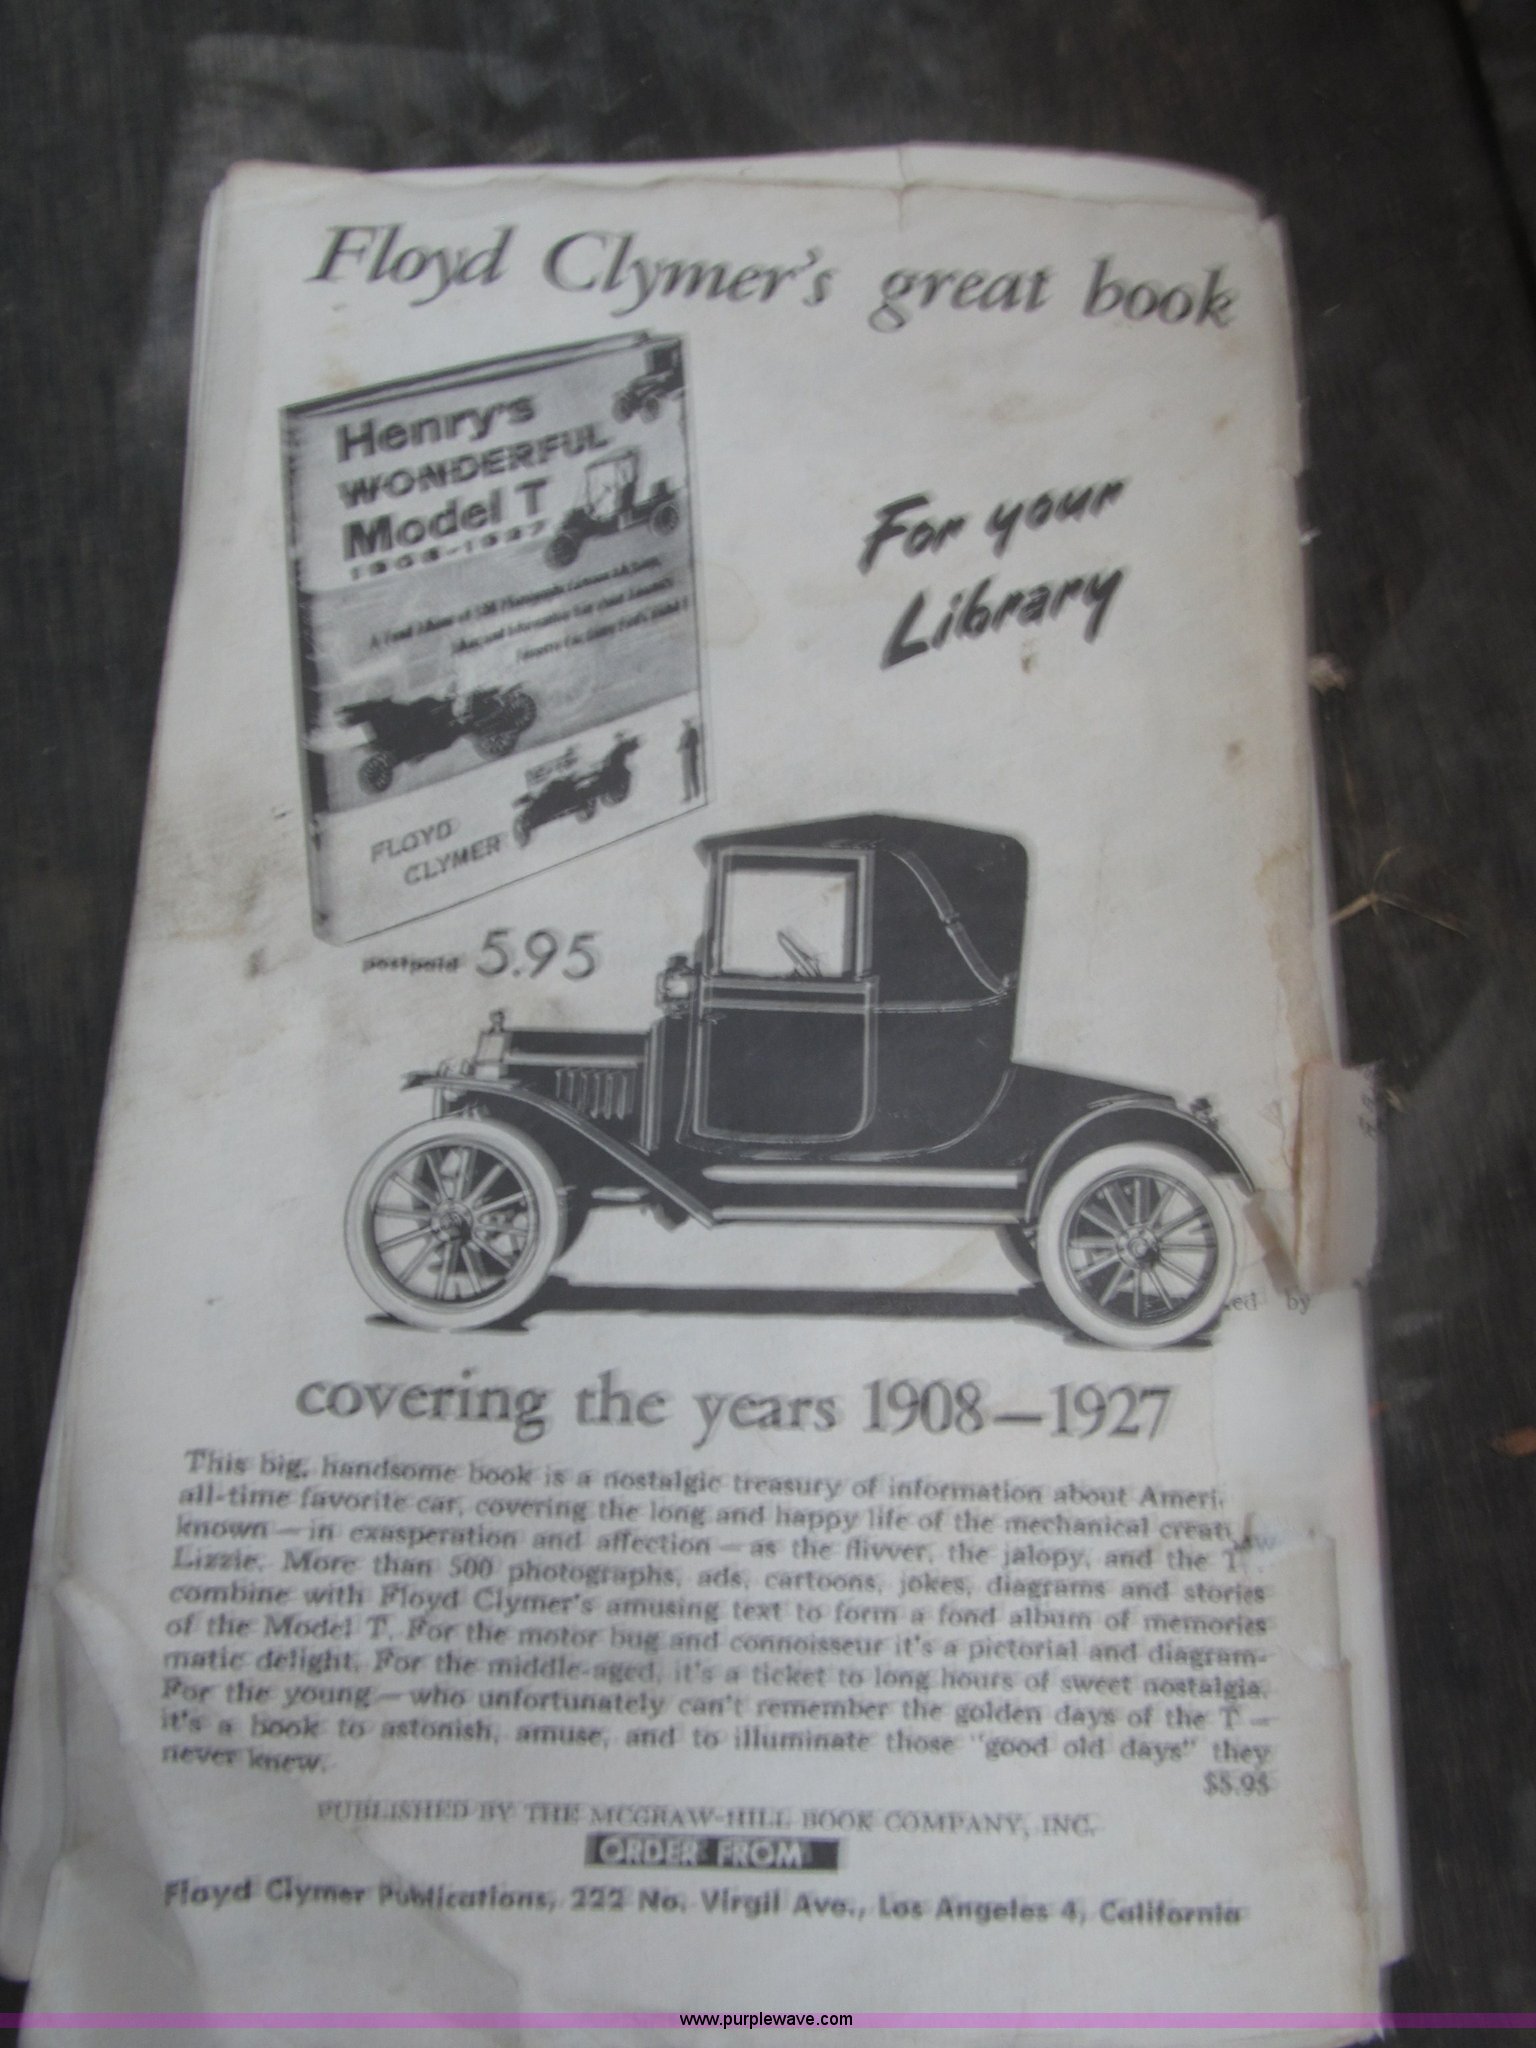 Floyd Clymer's great book
Henry's
WONDERFUL
Model T
1908-1927
For your
Library
FLOYD
CLYMER
postpaid 5.95
ed by
covering the years 1908—1927
This big, handsome book is a nostalgic treasury of information about Ameri
all-time favorite car, covering the long and happy life of the mechanical creati
known — in exasperation and affection — as the flivver, the jalopy, and the T
Lizzie. More than 500 photographs, ads, cartoons, jokes, diagrams and stories
combine with Floyd Clymer's amusing text to form a fond album of memories
of the Model T. For the motor bug and connoisseur it's a pictorial and diagram-
matic delight. For the middle-aged, it's a ticket to long hours of sweet nostalgia.
For the young — who unfortunately can't remember the golden days of the T —
it's a book to astonish, amuse, and to illuminate those "good old days" they
never knew.
$5.95
PUBLISHED BY THE MCGRAW-HILL BOOK COMPANY, INC.
ORDER FROM
Floyd Clymer Publications, 222 No. Virgil Ave., Los Angeles 4, California
www.purplewave.com